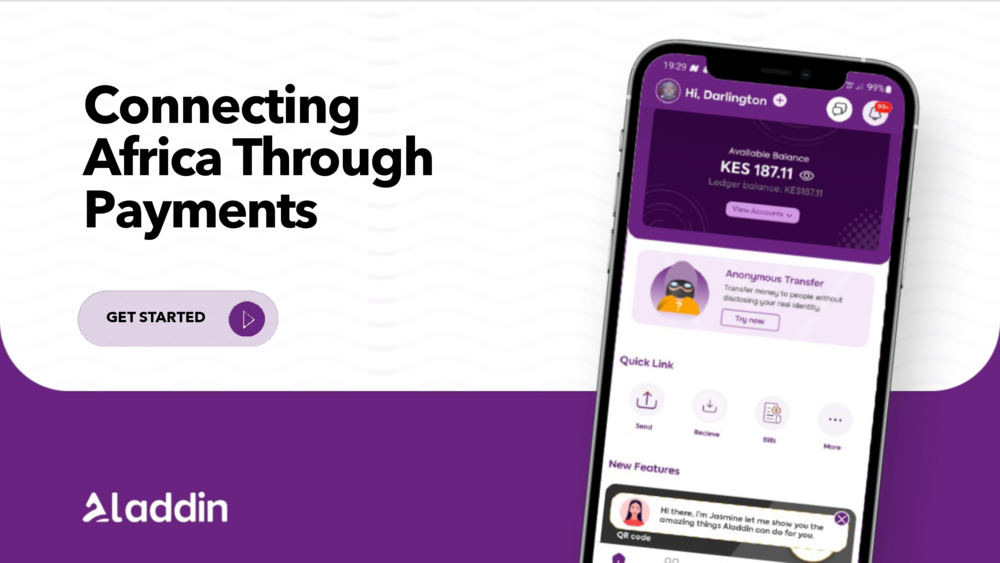 Connecting
Africa Through
Payments
GET STARTED
Aladdin
19:29
99%
Hi, Darlington
99+
Available Balance
KES 187.11
Ledger balance: KES187.11
View Accounts
Anonymous Transfer
Transfer money to people without
disclosing your real identity.
Try now
Quick Link
Send
Recieve
Bills
More
New Features
Hi there, I'm Jasmine let me show you the
amazing things Aladdin can do for you.
QR code